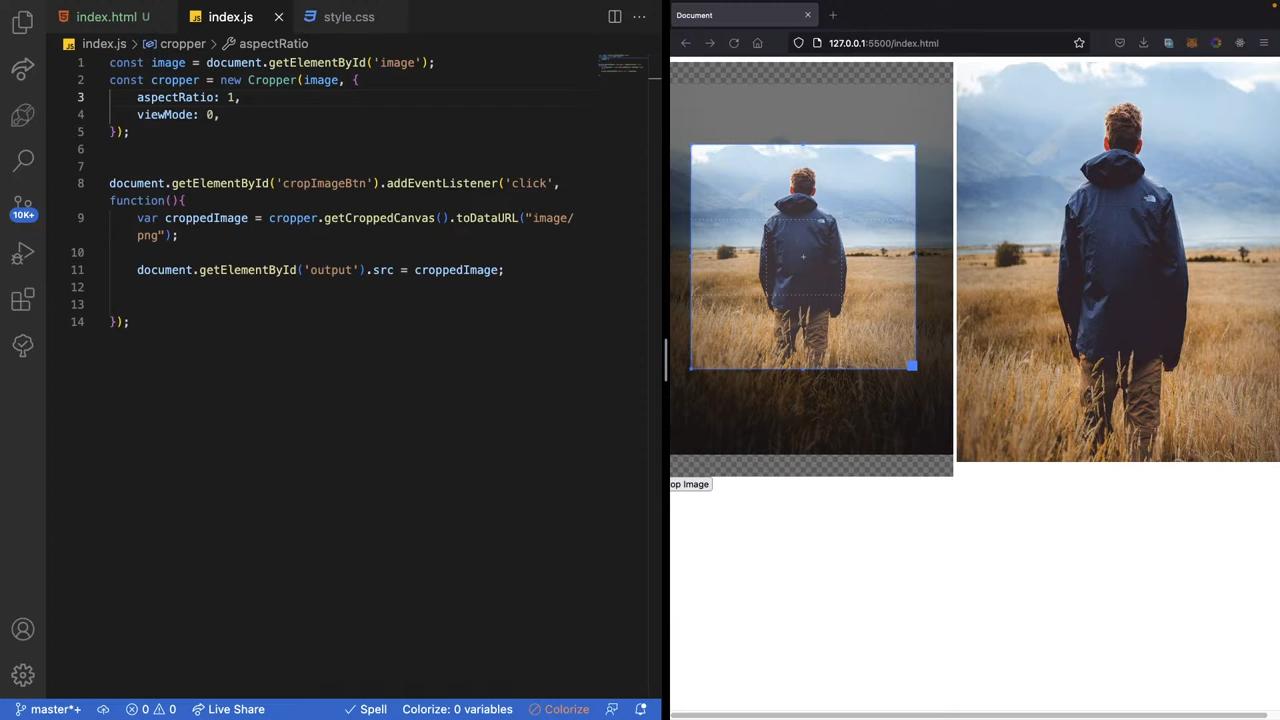 index.html U
index.js
style.css
index.js > cropper > aspectRatio
1 const image = document.getElementById('image');
2 const cropper = new Cropper(image, {
3 aspectRatio: 1,
4 viewMode: 0,
5 });
6
7
8 document.getElementById('cropImageBtn').addEventListener('click',
function(){
9 var croppedImage = cropper.getCroppedCanvas().toDataURL("image/
png");
10
11 document.getElementById('output').src = croppedImage;
12
13
14 });
10K+
master*+
0
0
Live Share
Spell
Colorize: 0 variables
Colorize
Document
127.0.0.1:5500/index.html
op Image